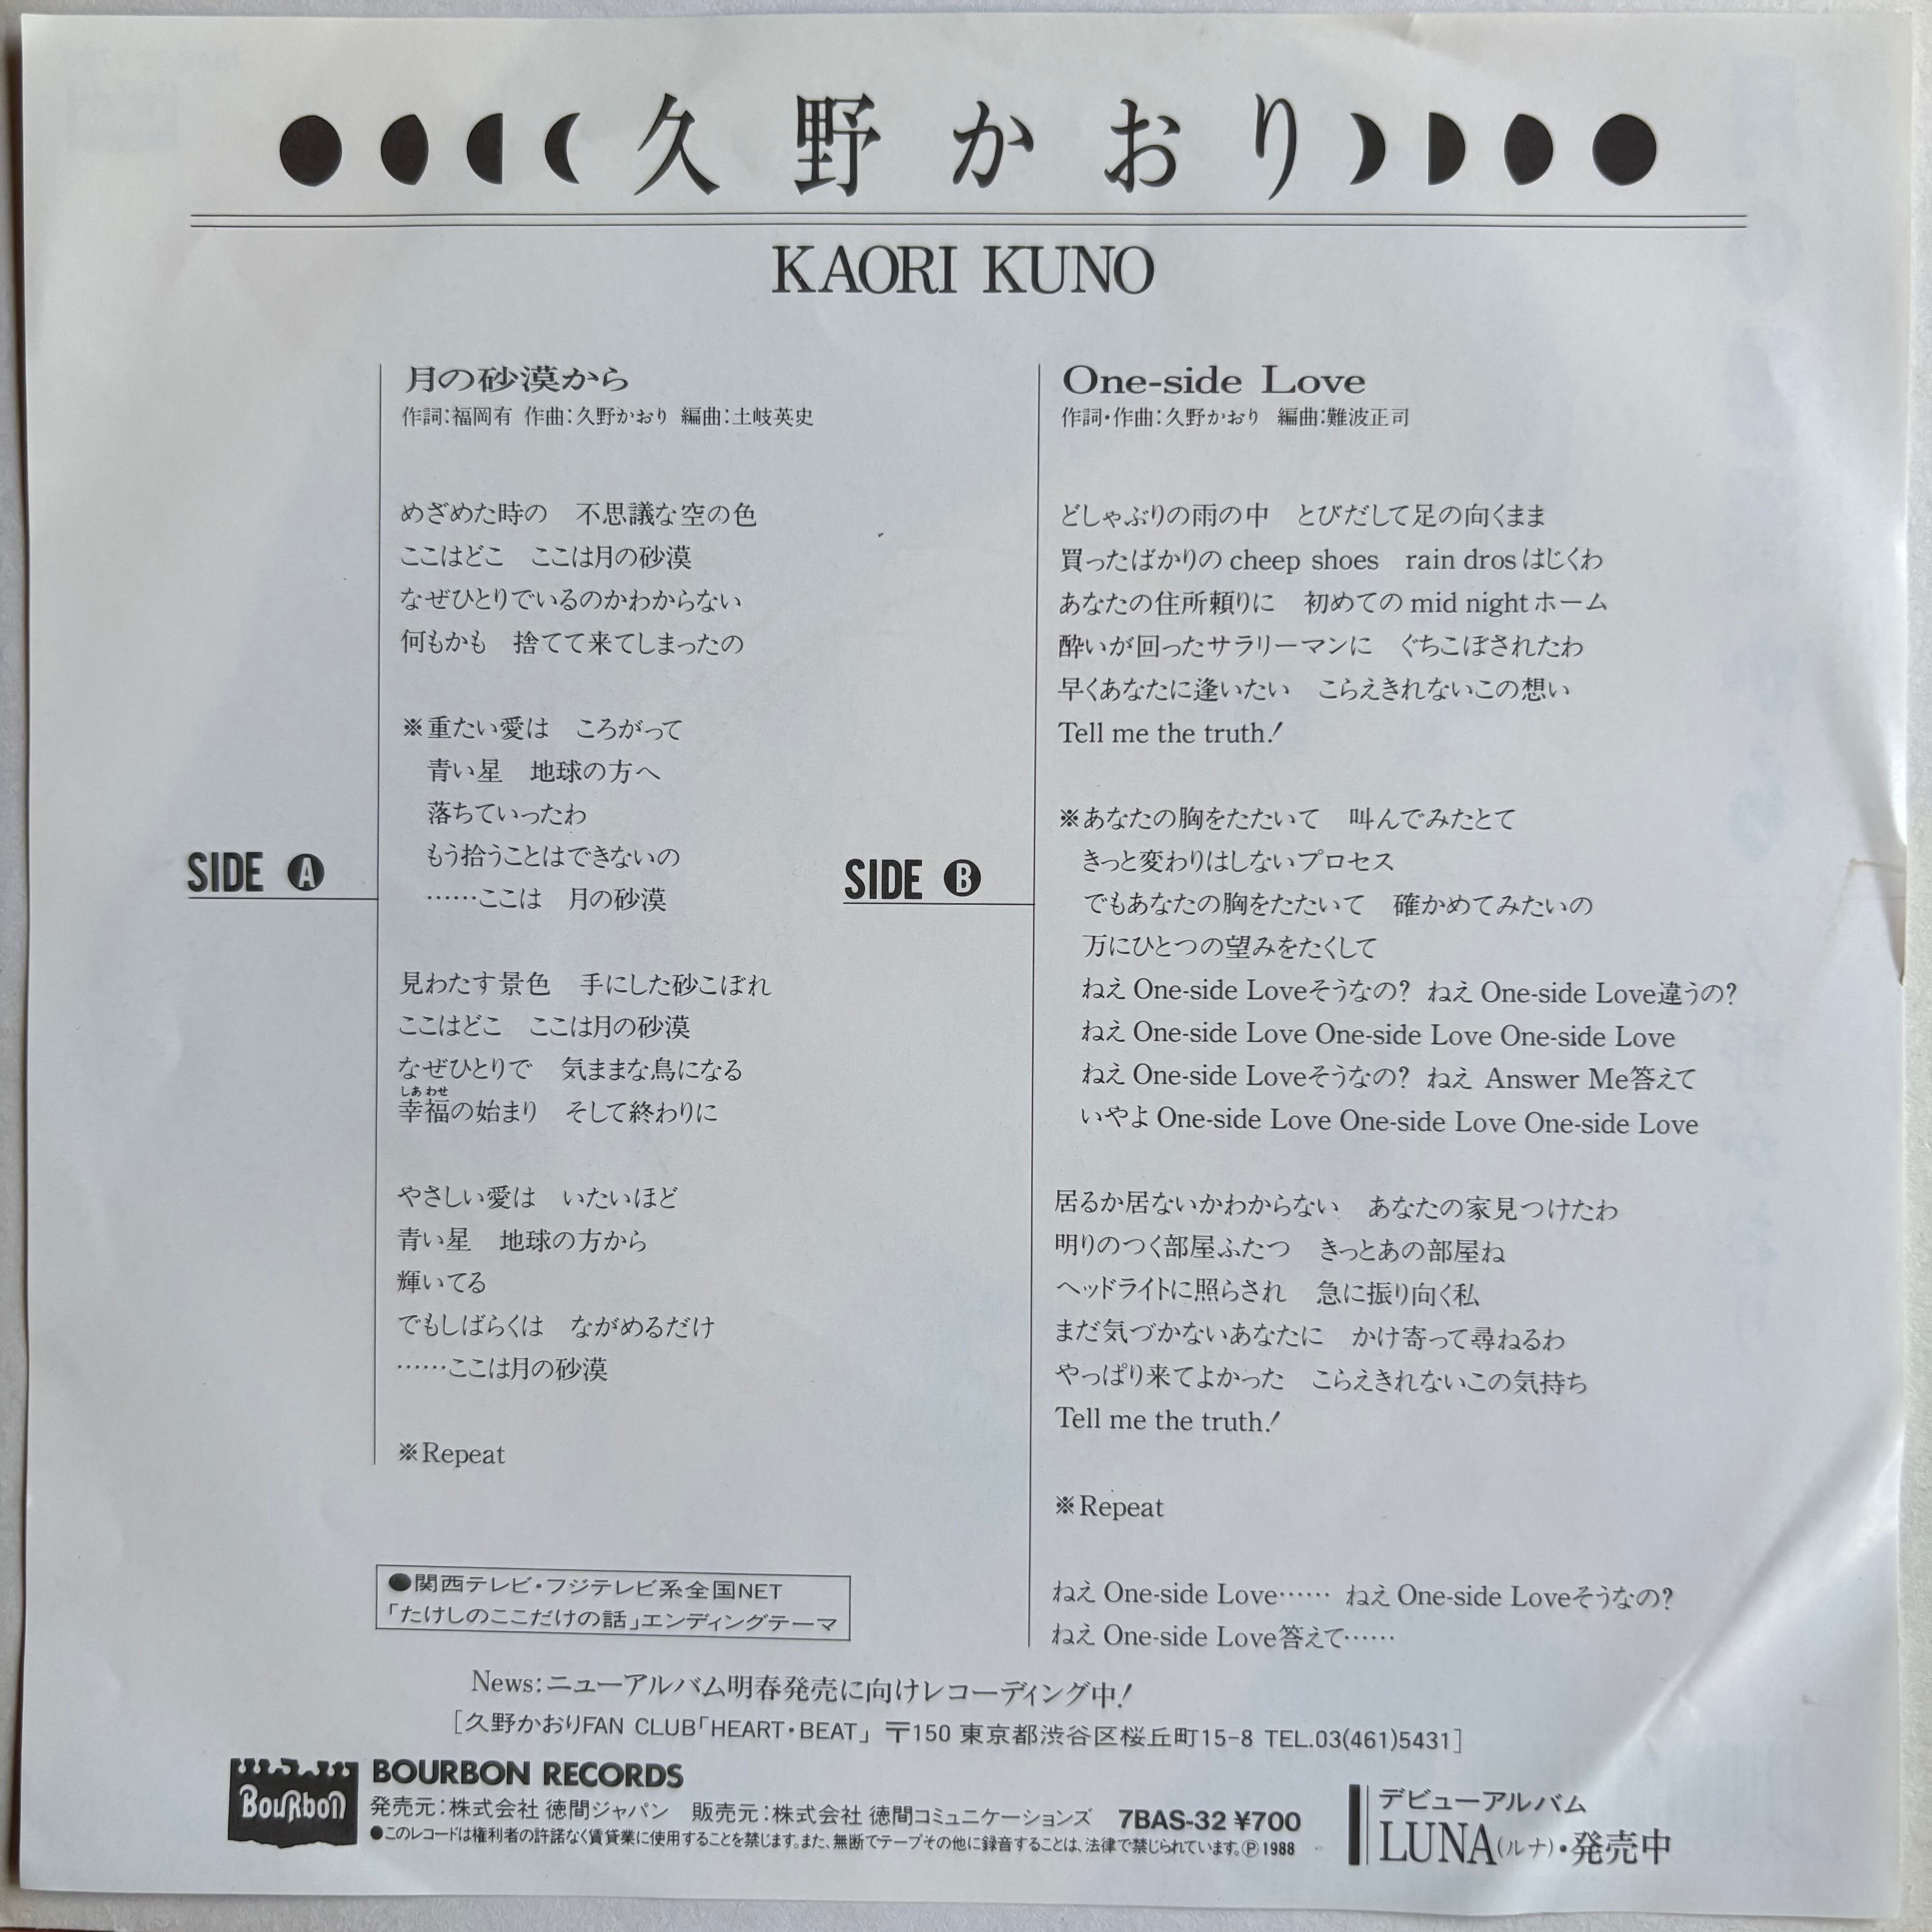 久野かおり
KAORI KUNO
SIDE A
月の砂漠から
作詞:福岡有 作曲:久野かおり 編曲:土岐英史
めざめた時の　不思議な空の色
ここはどこ　ここは月の砂漠
なぜひとりでいるのかわからない
何もかも　捨てて来てしまったの
※重たい愛は　ころがって
青い星　地球の方へ
落ちていったわ
もう拾うことはできないの
……ここは　月の砂漠
見わたす景色　手にした砂こぼれ
ここはどこ　ここは月の砂漠
なぜひとりで　気ままな鳥になる
しあわせ
幸福の始まり　そして終わりに
やさしい愛は　いたいほど
青い星　地球の方から
輝いてる
でもしばらくは　ながめるだけ
……ここは月の砂漠
※Repeat
●関西テレビ・フジテレビ系全国NET
「たけしのここだけの話」エンディングテーマ
SIDE B
One-side Love
作詞・作曲:久野かおり 編曲:難波正司
どしゃぶりの雨の中　とびだして足の向くまま
買ったばかりの cheep shoes　rain dros はじくわ
あなたの住所頼りに　初めての mid night ホーム
酔いが回ったサラリーマンに　ぐちこぼされたわ
早くあなたに逢いたい　こらえきれないこの想い
Tell me the truth!
※あなたの胸をたたいて　叫んでみたとて
きっと変わりはしないプロセス
でもあなたの胸をたたいて　確かめてみたいの
万にひとつの望みをたくして
ねえ One-side Loveそうなの? ねえ One-side Love違うの?
ねえ One-side Love One-side Love One-side Love
ねえ One-side Loveそうなの? ねえ Answer Me答えて
いやよ One-side Love One-side Love One-side Love
居るか居ないかわからない　あなたの家見つけたわ
明りのつく部屋ふたつ　きっとあの部屋ね
ヘッドライトに照らされ　急に振り向く私
まだ気づかないあなたに　かけ寄って尋ねるわ
やっぱり来てよかった　こらえきれないこの気持ち
Tell me the truth!
※Repeat
ねえ One-side Love…… ねえ One-side Loveそうなの?
ねえ One-side Love答えて……
News:ニューアルバム明春発売に向けレコーディング中!
［久野かおりFAN CLUB「HEART・BEAT」 〒150 東京都渋谷区桜丘町15-8 TEL.03(461)5431］
Bourbon
BOURBON RECORDS
発売元:株式会社 徳間ジャパン 販売元:株式会社 徳間コミュニケーションズ 7BAS-32 ¥700
●このレコードは権利者の許諾なく賃貸業に使用することを禁じます。また、無断でテープその他に録音することは、法律で禁じられています。Ⓟ1988
デビューアルバム
LUNA(ルナ)・発売中